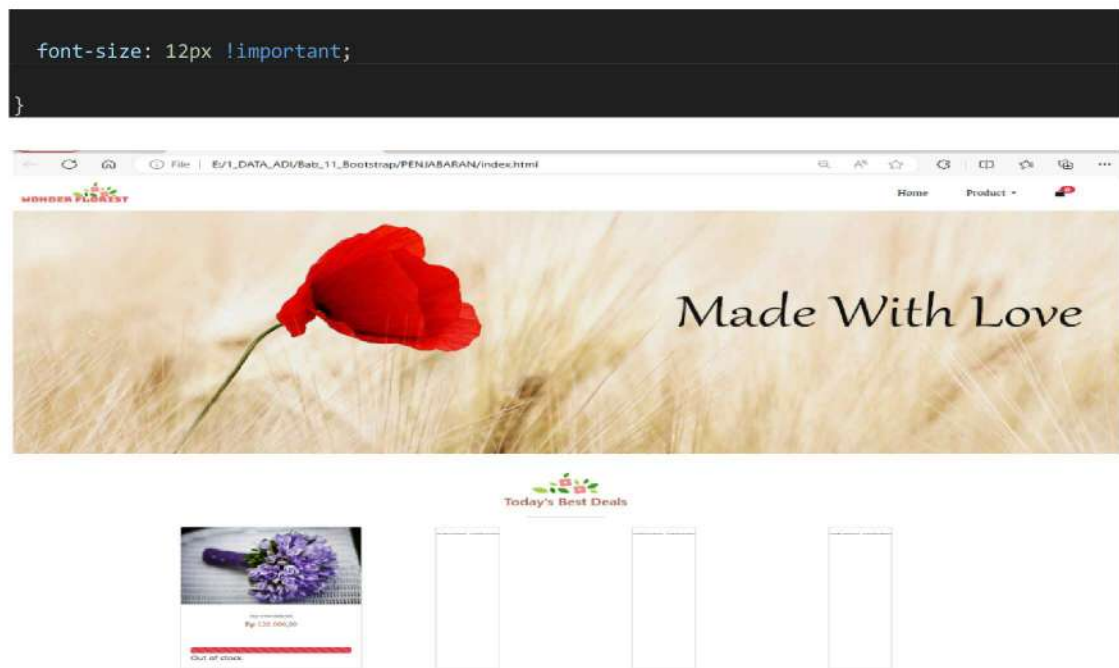 font-size: 12px !important;
}
File | E:/1_DATA_ADI/Bab_11_Bootstrap/PENJABARAN/index.html
WONDER FLOREST
Home Product
Made With Love
Today's Best Deals
Out of stock